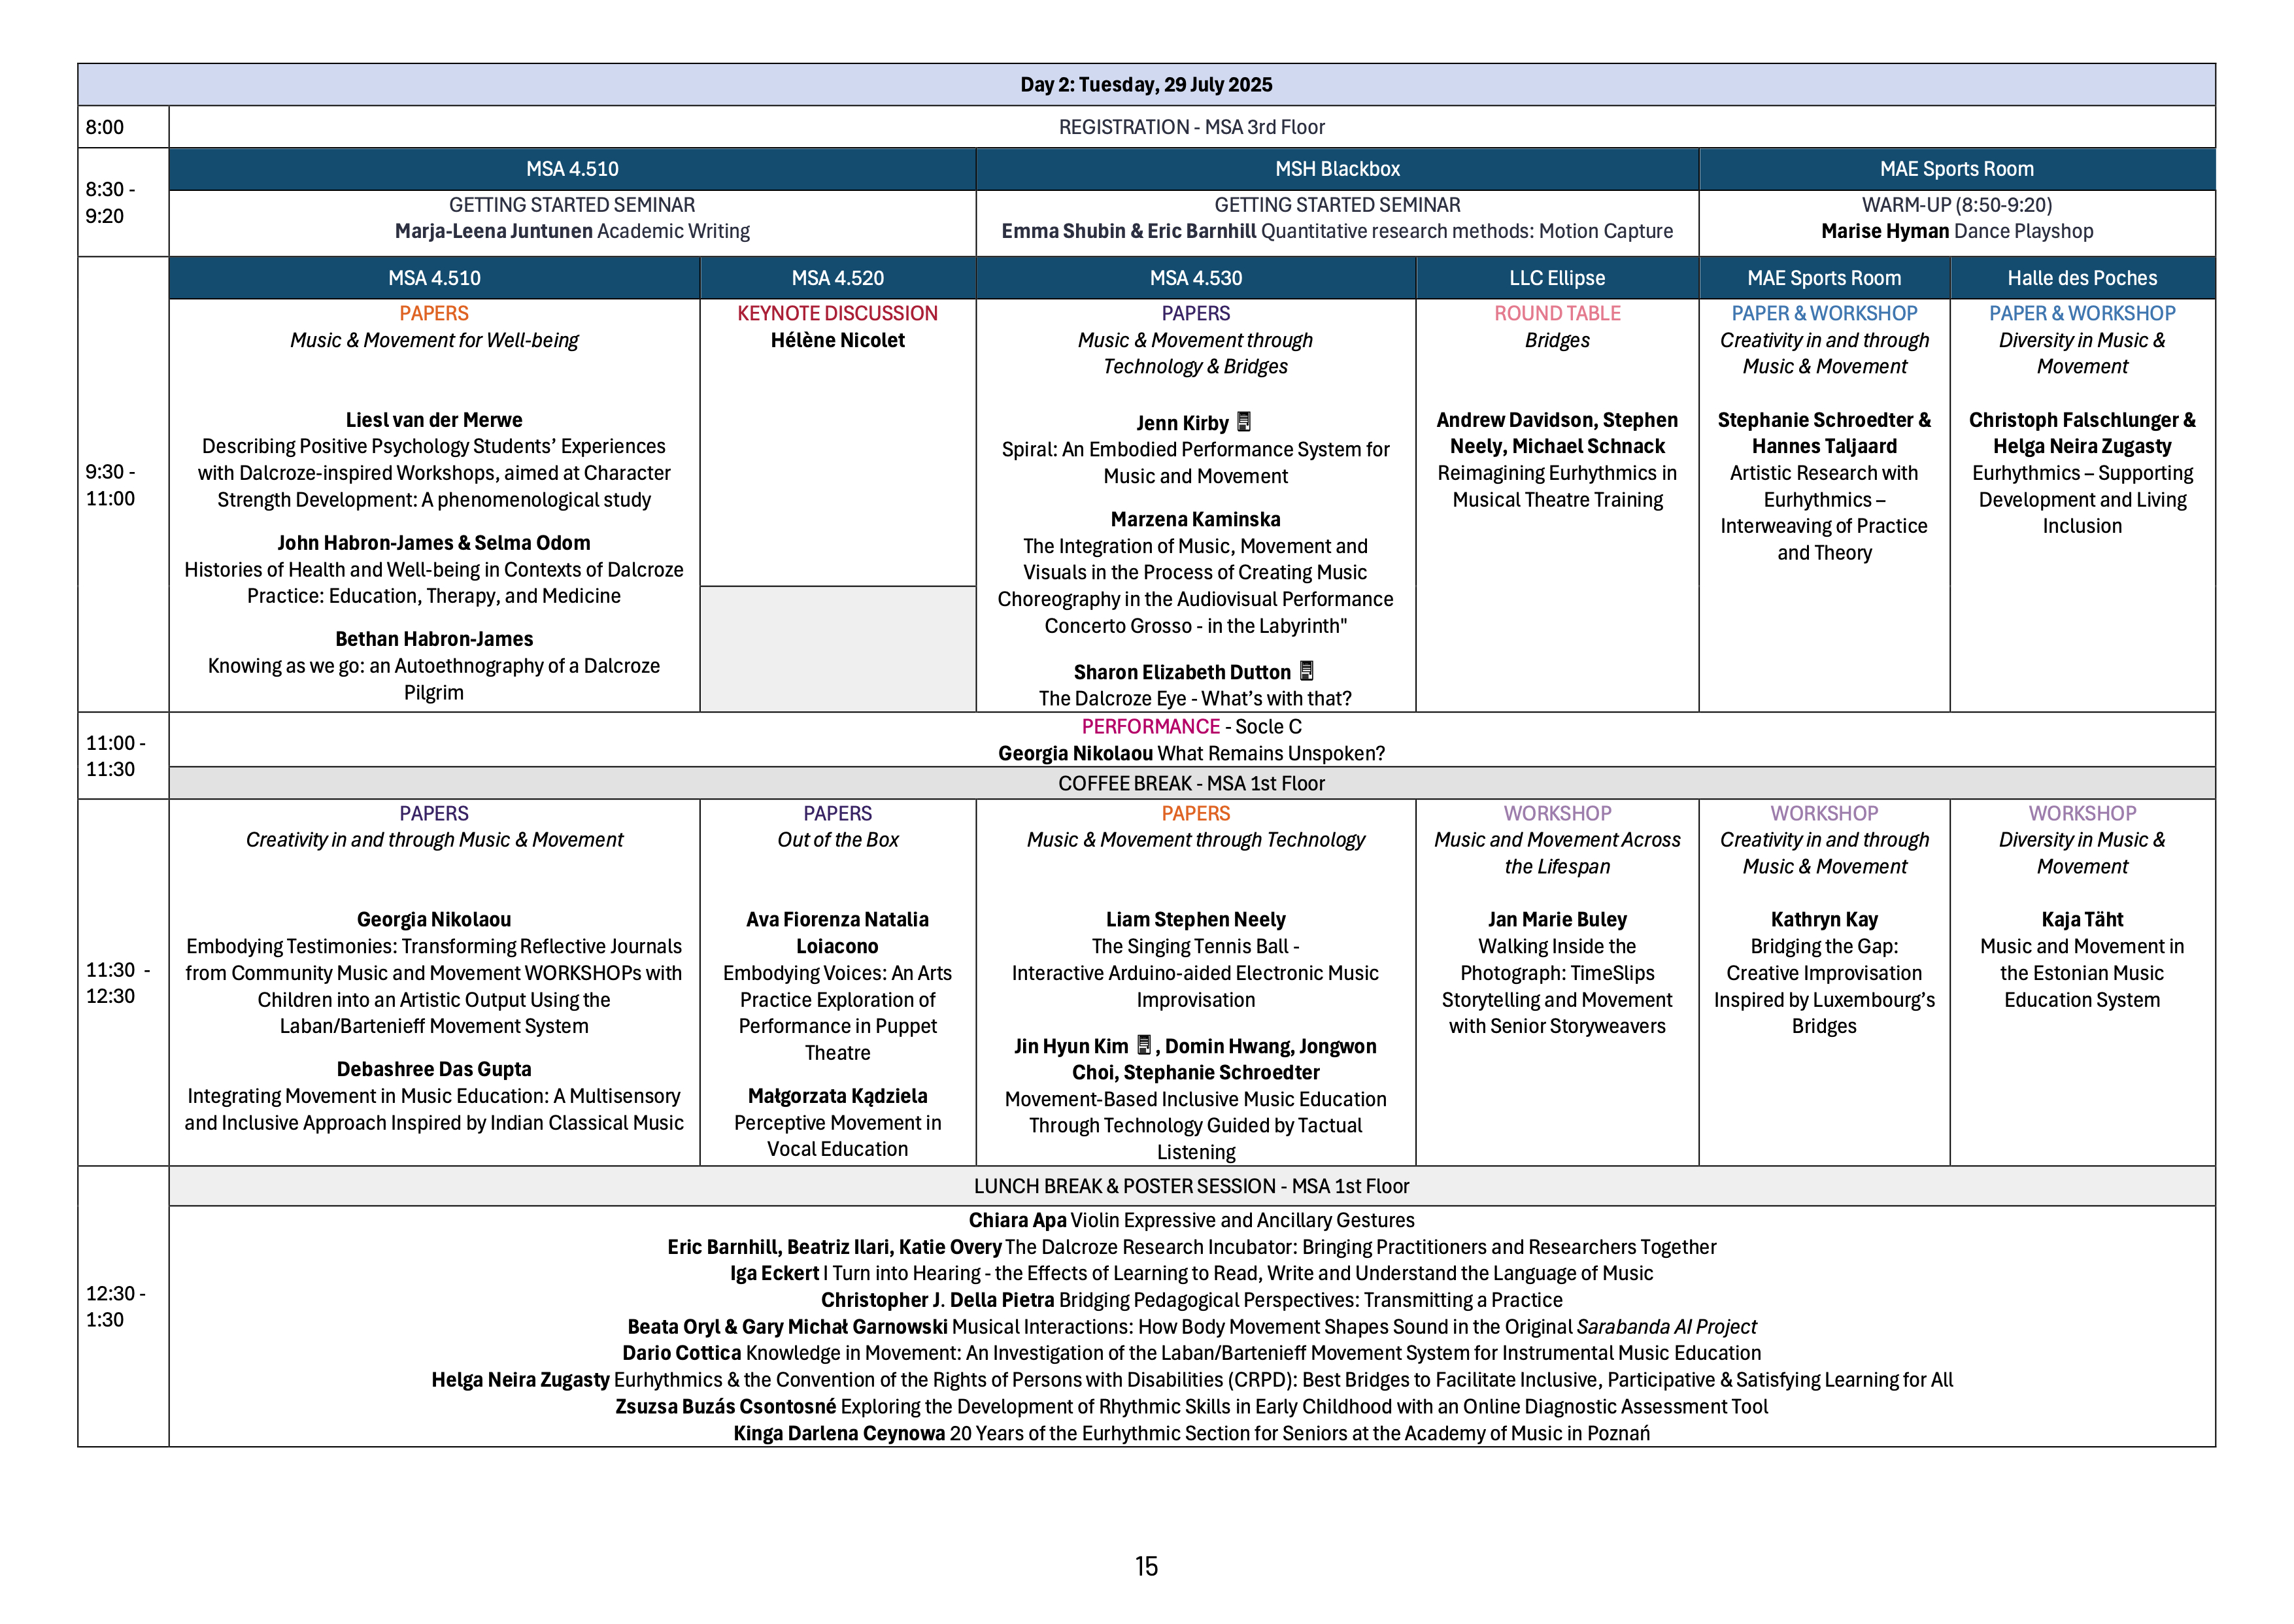 Day 2: Tuesday, 29 July 2025
8:00
REGISTRATION - MSA 3rd Floor
8:30 -
9:20
MSA 4.510
MSH Blackbox
MAE Sports Room
GETTING STARTED SEMINAR
Marja-Leena Juntunen Academic Writing
GETTING STARTED SEMINAR
Emma Shubin & Eric Barnhill Quantitative research methods: Motion Capture
WARM-UP (8:50-9:20)
Marise Hyman Dance Playshop
9:30 -
11:00
MSA 4.510
MSA 4.520
MSA 4.530
LLC Ellipse
MAE Sports Room
Halle des Poches
PAPERS
Music & Movement for Well-being
Liesl van der Merwe
Describing Positive Psychology Students’ Experiences
with Dalcroze-inspired Workshops, aimed at Character
Strength Development: A phenomenological study
John Habron-James & Selma Odom
Histories of Health and Well-being in Contexts of Dalcroze
Practice: Education, Therapy, and Medicine
Bethan Habron-James
Knowing as we go: an Autoethnography of a Dalcroze
Pilgrim
KEYNOTE DISCUSSION
Hélène Nicolet
PAPERS
Music & Movement through
Technology & Bridges
Jenn Kirby
Spiral: An Embodied Performance System for
Music and Movement
Marzena Kaminska
The Integration of Music, Movement and
Visuals in the Process of Creating Music
Choreography in the Audiovisual Performance
Concerto Grosso - in the Labyrinth"
Sharon Elizabeth Dutton
The Dalcroze Eye - What’s with that?
ROUND TABLE
Bridges
Andrew Davidson, Stephen
Neely, Michael Schnack
Reimagining Eurhythmics in
Musical Theatre Training
PAPER & WORKSHOP
Creativity in and through
Music & Movement
Stephanie Schroedter &
Hannes Taljaard
Artistic Research with
Eurhythmics –
Interweaving of Practice
and Theory
PAPER & WORKSHOP
Diversity in Music &
Movement
Christoph Falschlunger &
Helga Neira Zugasty
Eurhythmics – Supporting
Development and Living
Inclusion
11:00 -
11:30
PERFORMANCE - Socle C
Georgia Nikolaou What Remains Unspoken?
COFFEE BREAK - MSA 1st Floor
11:30 -
12:30
PAPERS
Creativity in and through Music & Movement
Georgia Nikolaou
Embodying Testimonies: Transforming Reflective Journals
from Community Music and Movement WORKSHOPs with
Children into an Artistic Output Using the
Laban/Bartenieff Movement System
Debashree Das Gupta
Integrating Movement in Music Education: A Multisensory
and Inclusive Approach Inspired by Indian Classical Music
PAPERS
Out of the Box
Ava Fiorenza Natalia
Loiacono
Embodying Voices: An Arts
Practice Exploration of
Performance in Puppet
Theatre
Małgorzata Kądziela
Perceptive Movement in
Vocal Education
PAPERS
Music & Movement through Technology
Liam Stephen Neely
The Singing Tennis Ball -
Interactive Arduino-aided Electronic Music
Improvisation
Jin Hyun Kim , Domin Hwang, Jongwon
Choi, Stephanie Schroedter
Movement-Based Inclusive Music Education
Through Technology Guided by Tactual
Listening
WORKSHOP
Music and Movement Across
the Lifespan
Jan Marie Buley
Walking Inside the
Photograph: TimeSlips
Storytelling and Movement
with Senior Storyweavers
WORKSHOP
Creativity in and through
Music & Movement
Kathryn Kay
Bridging the Gap:
Creative Improvisation
Inspired by Luxembourg’s
Bridges
WORKSHOP
Diversity in Music &
Movement
Kaja Täht
Music and Movement in
the Estonian Music
Education System
12:30 -
1:30
LUNCH BREAK & POSTER SESSION - MSA 1st Floor
Chiara Apa Violin Expressive and Ancillary Gestures
Eric Barnhill, Beatriz Ilari, Katie Overy The Dalcroze Research Incubator: Bringing Practitioners and Researchers Together
Iga Eckert I Turn into Hearing - the Effects of Learning to Read, Write and Understand the Language of Music
Christopher J. Della Pietra Bridging Pedagogical Perspectives: Transmitting a Practice
Beata Oryl & Gary Michał Garnowski Musical Interactions: How Body Movement Shapes Sound in the Original Sarabanda AI Project
Dario Cottica Knowledge in Movement: An Investigation of the Laban/Bartenieff Movement System for Instrumental Music Education
Helga Neira Zugasty Eurhythmics & the Convention of the Rights of Persons with Disabilities (CRPD): Best Bridges to Facilitate Inclusive, Participative & Satisfying Learning for All
Zsuzsa Buzás Csontosné Exploring the Development of Rhythmic Skills in Early Childhood with an Online Diagnostic Assessment Tool
Kinga Darlena Ceynowa 20 Years of the Eurhythmic Section for Seniors at the Academy of Music in Poznań
15